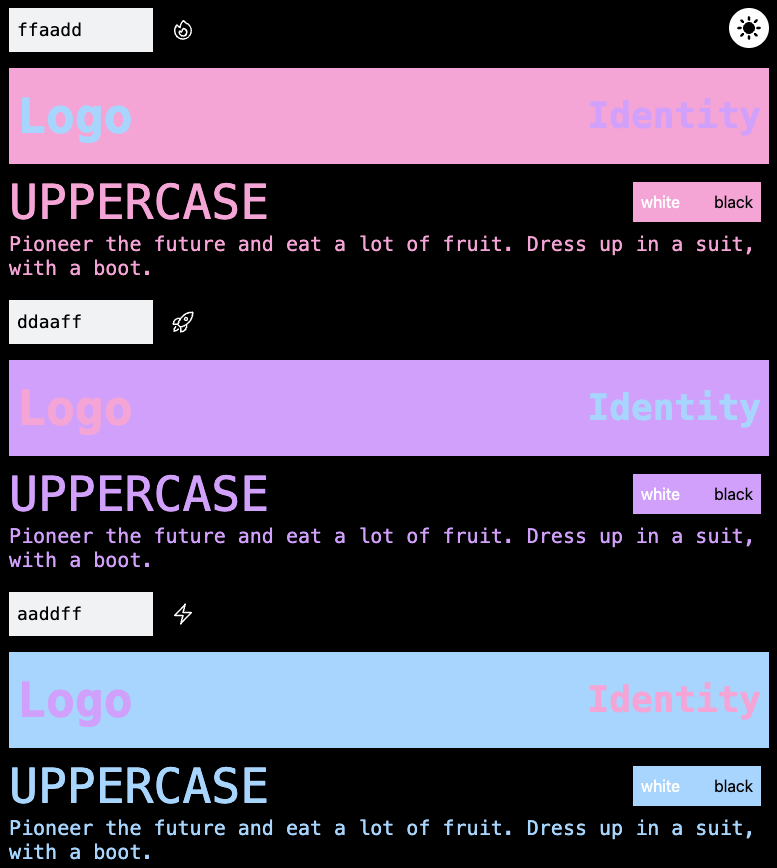 ffaadd
Logo Identity
UPPERCASE
white black
Pioneer the future and eat a lot of fruit. Dress up in a suit,
with a boot.
ddaaff
Logo Identity
UPPERCASE
white black
Pioneer the future and eat a lot of fruit. Dress up in a suit,
with a boot.
aaddff
Logo Identity
UPPERCASE
white black
Pioneer the future and eat a lot of fruit. Dress up in a suit,
with a boot.